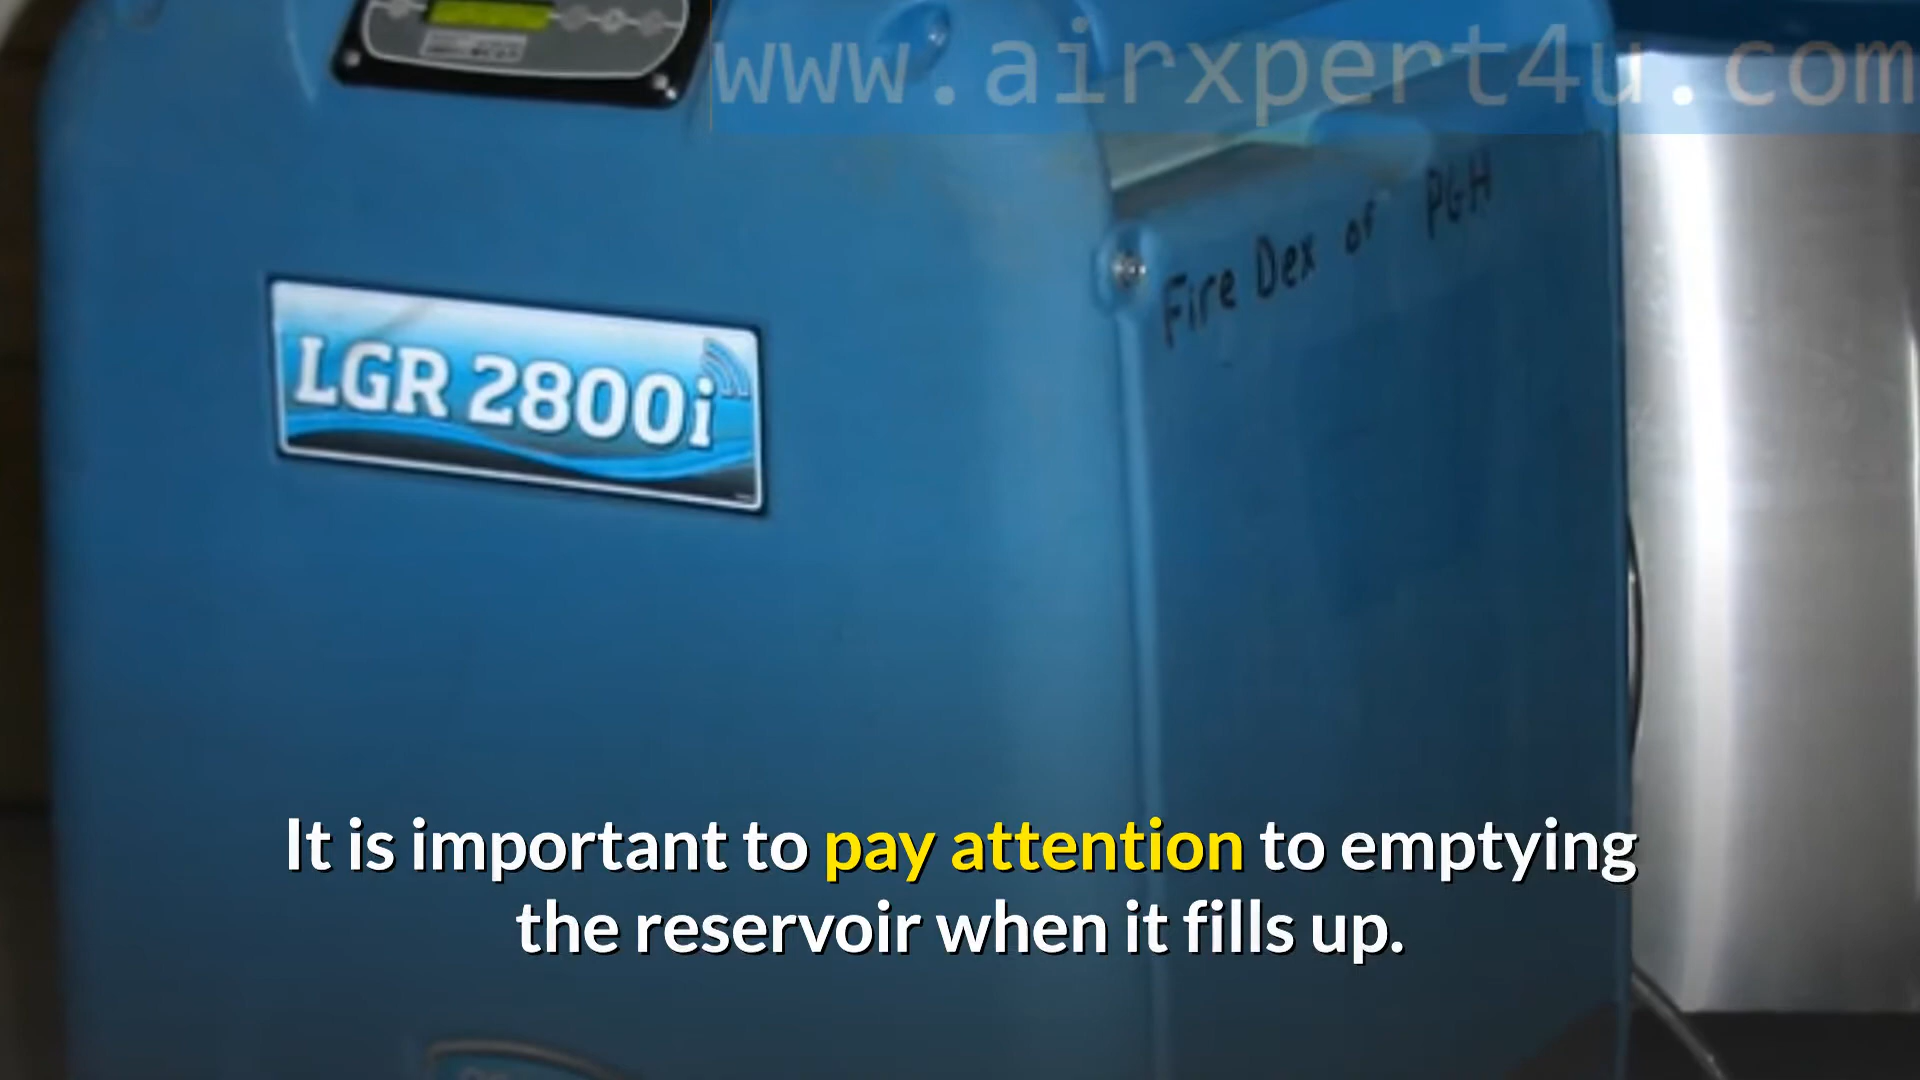 www.airxpert4u.com
Fire Dex of PGH
LGR 2800i
It is important to pay attention to emptying
the reservoir when it fills up.